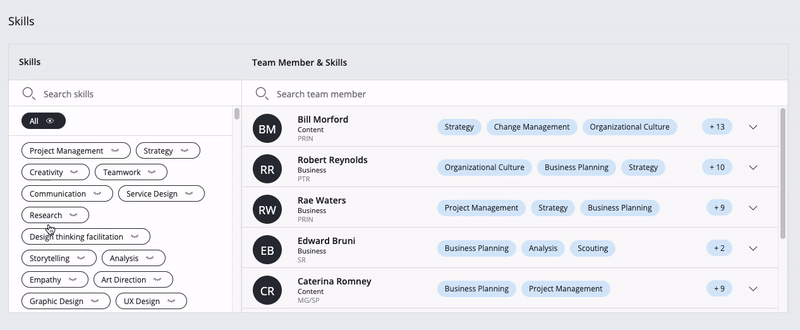 Skills
Skills
Team Member & Skills
Search skills
Search team member
All
Project Management
Strategy
Creativity
Teamwork
Communication
Service Design
Research
Design thinking facilitation
Storytelling
Analysis
Empathy
Art Direction
Graphic Design
UX Design
BM
Bill Morford
Content
PRIN
Strategy
Change Management
Organizational Culture
+ 13
RR
Robert Reynolds
Business
PTR
Organizational Culture
Business Planning
Strategy
+ 10
RW
Rae Waters
Business
PRIN
Project Management
Strategy
Business Planning
+ 9
EB
Edward Bruni
Business
SR
Business Planning
Analysis
Scouting
+ 2
CR
Caterina Romney
Content
MG/SP
Business Planning
Project Management
+ 9